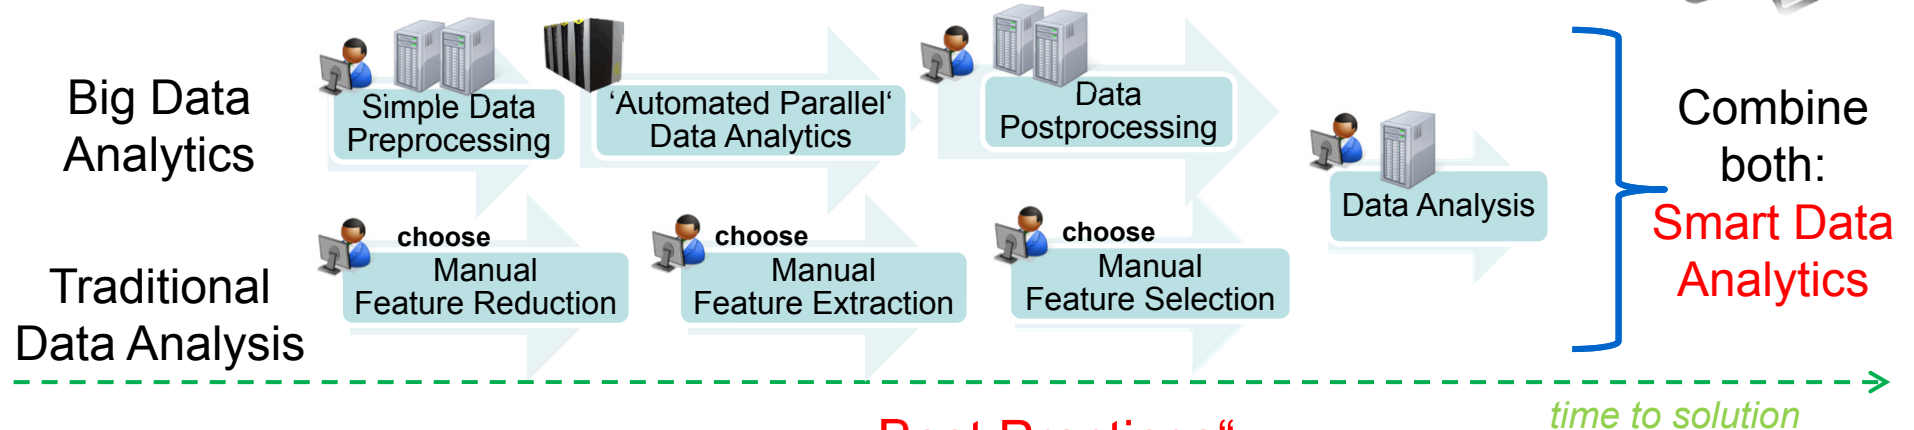 Big Data
Analytics
Simple Data
Preprocessing
‘Automated Parallel‘
Data Analytics
Data
Postprocessing
Data Analysis
Combine
both:
Smart Data
Analytics
Traditional
Data Analysis
choose
Manual
Feature Reduction
choose
Manual
Feature Extraction
choose
Manual
Feature Selection
time to solution